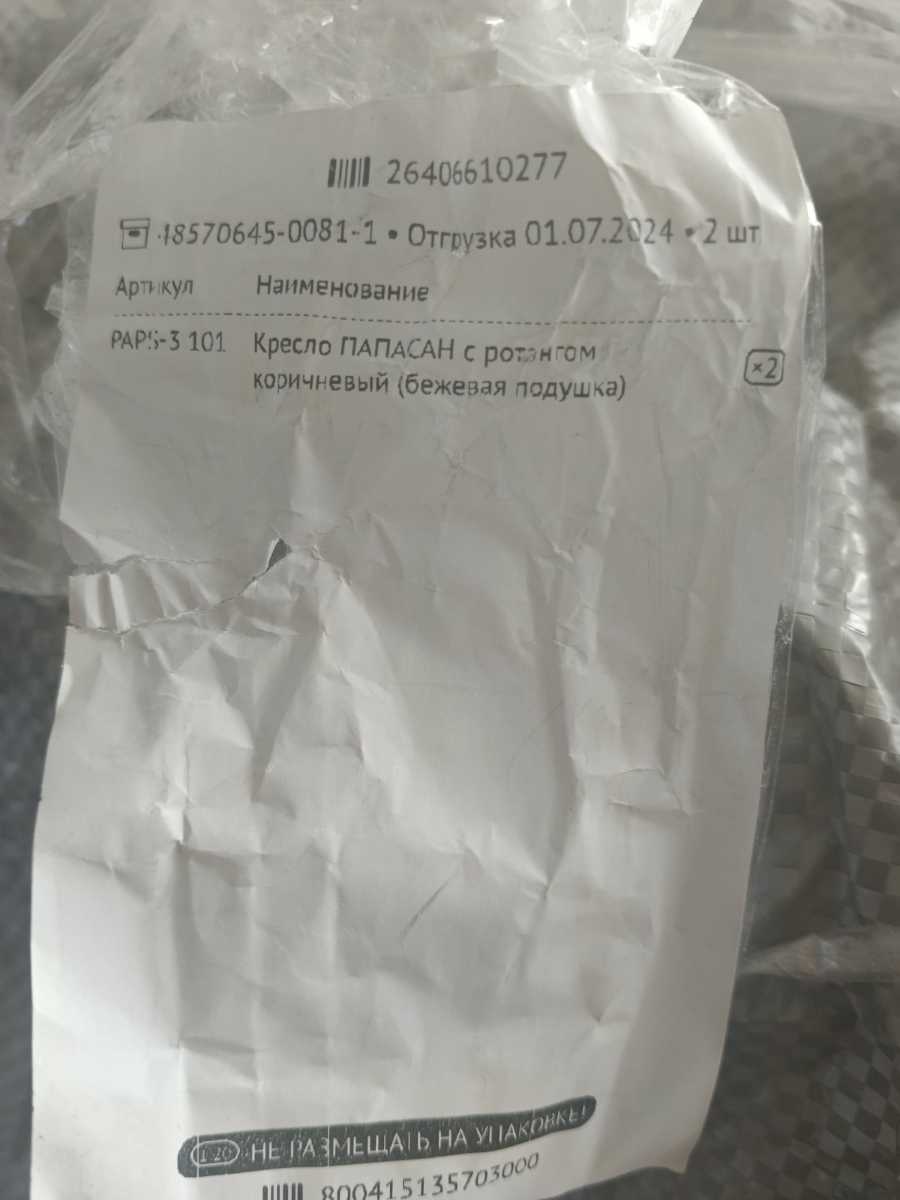 26406610277
48570645-0081-1 • Отгрузка 01.07.2024 • 2 шт
Артикул Наименование
PAPS-3 101 Кресло ПАПАСАН с ротангом
коричневый (бежевая подушка)
×2
НЕ РАЗМЕЩАТЬ НА УПАКОВКЕ!
800415135703000